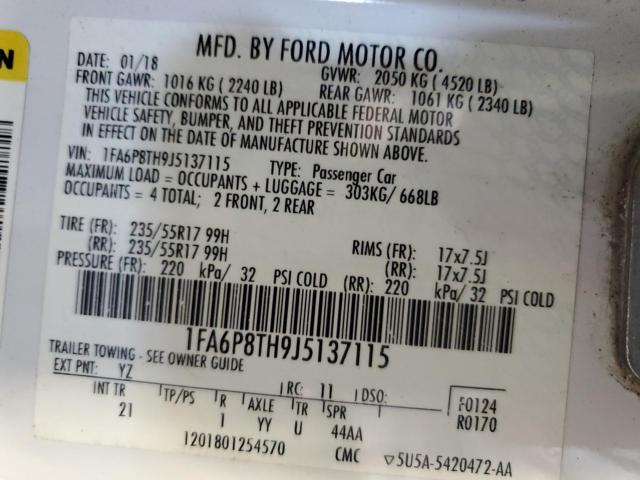 N
MFD. BY FORD MOTOR CO.
DATE: 01/18
GVWR: 2050 KG ( 4520 LB)
FRONT GAWR: 1016 KG ( 2240 LB)
REAR GAWR: 1061 KG ( 2340 LB)
THIS VEHICLE CONFORMS TO ALL APPLICABLE FEDERAL MOTOR
VEHICLE SAFETY, BUMPER, AND THEFT PREVENTION STANDARDS
IN EFFECT ON THE DATE OF MANUFACTURE SHOWN ABOVE.
VIN: 1FA6P8TH9J5137115 TYPE: Passenger Car
MAXIMUM LOAD = OCCUPANTS + LUGGAGE = 303KG/ 668LB
OCCUPANTS = 4 TOTAL; 2 FRONT, 2 REAR
TIRE (FR): 235/55R17 99H RIMS (FR): 17x7.5J
(RR): 235/55R17 99H (RR): 17x7.5J
PRESSURE (FR): 220 kPa/ 32 PSI COLD (RR): 220 kPa/ 32 PSI COLD
1FA6P8TH9J5137115
TRAILER TOWING - SEE OWNER GUIDE
EXT PNT: YZ RC: 11 DSO: F0124
INT TR TP/PS R AXLE TR SPR R0170
21 1 YY U 44AA
1201801254570 CMC ▽5U5A-5420472-AA